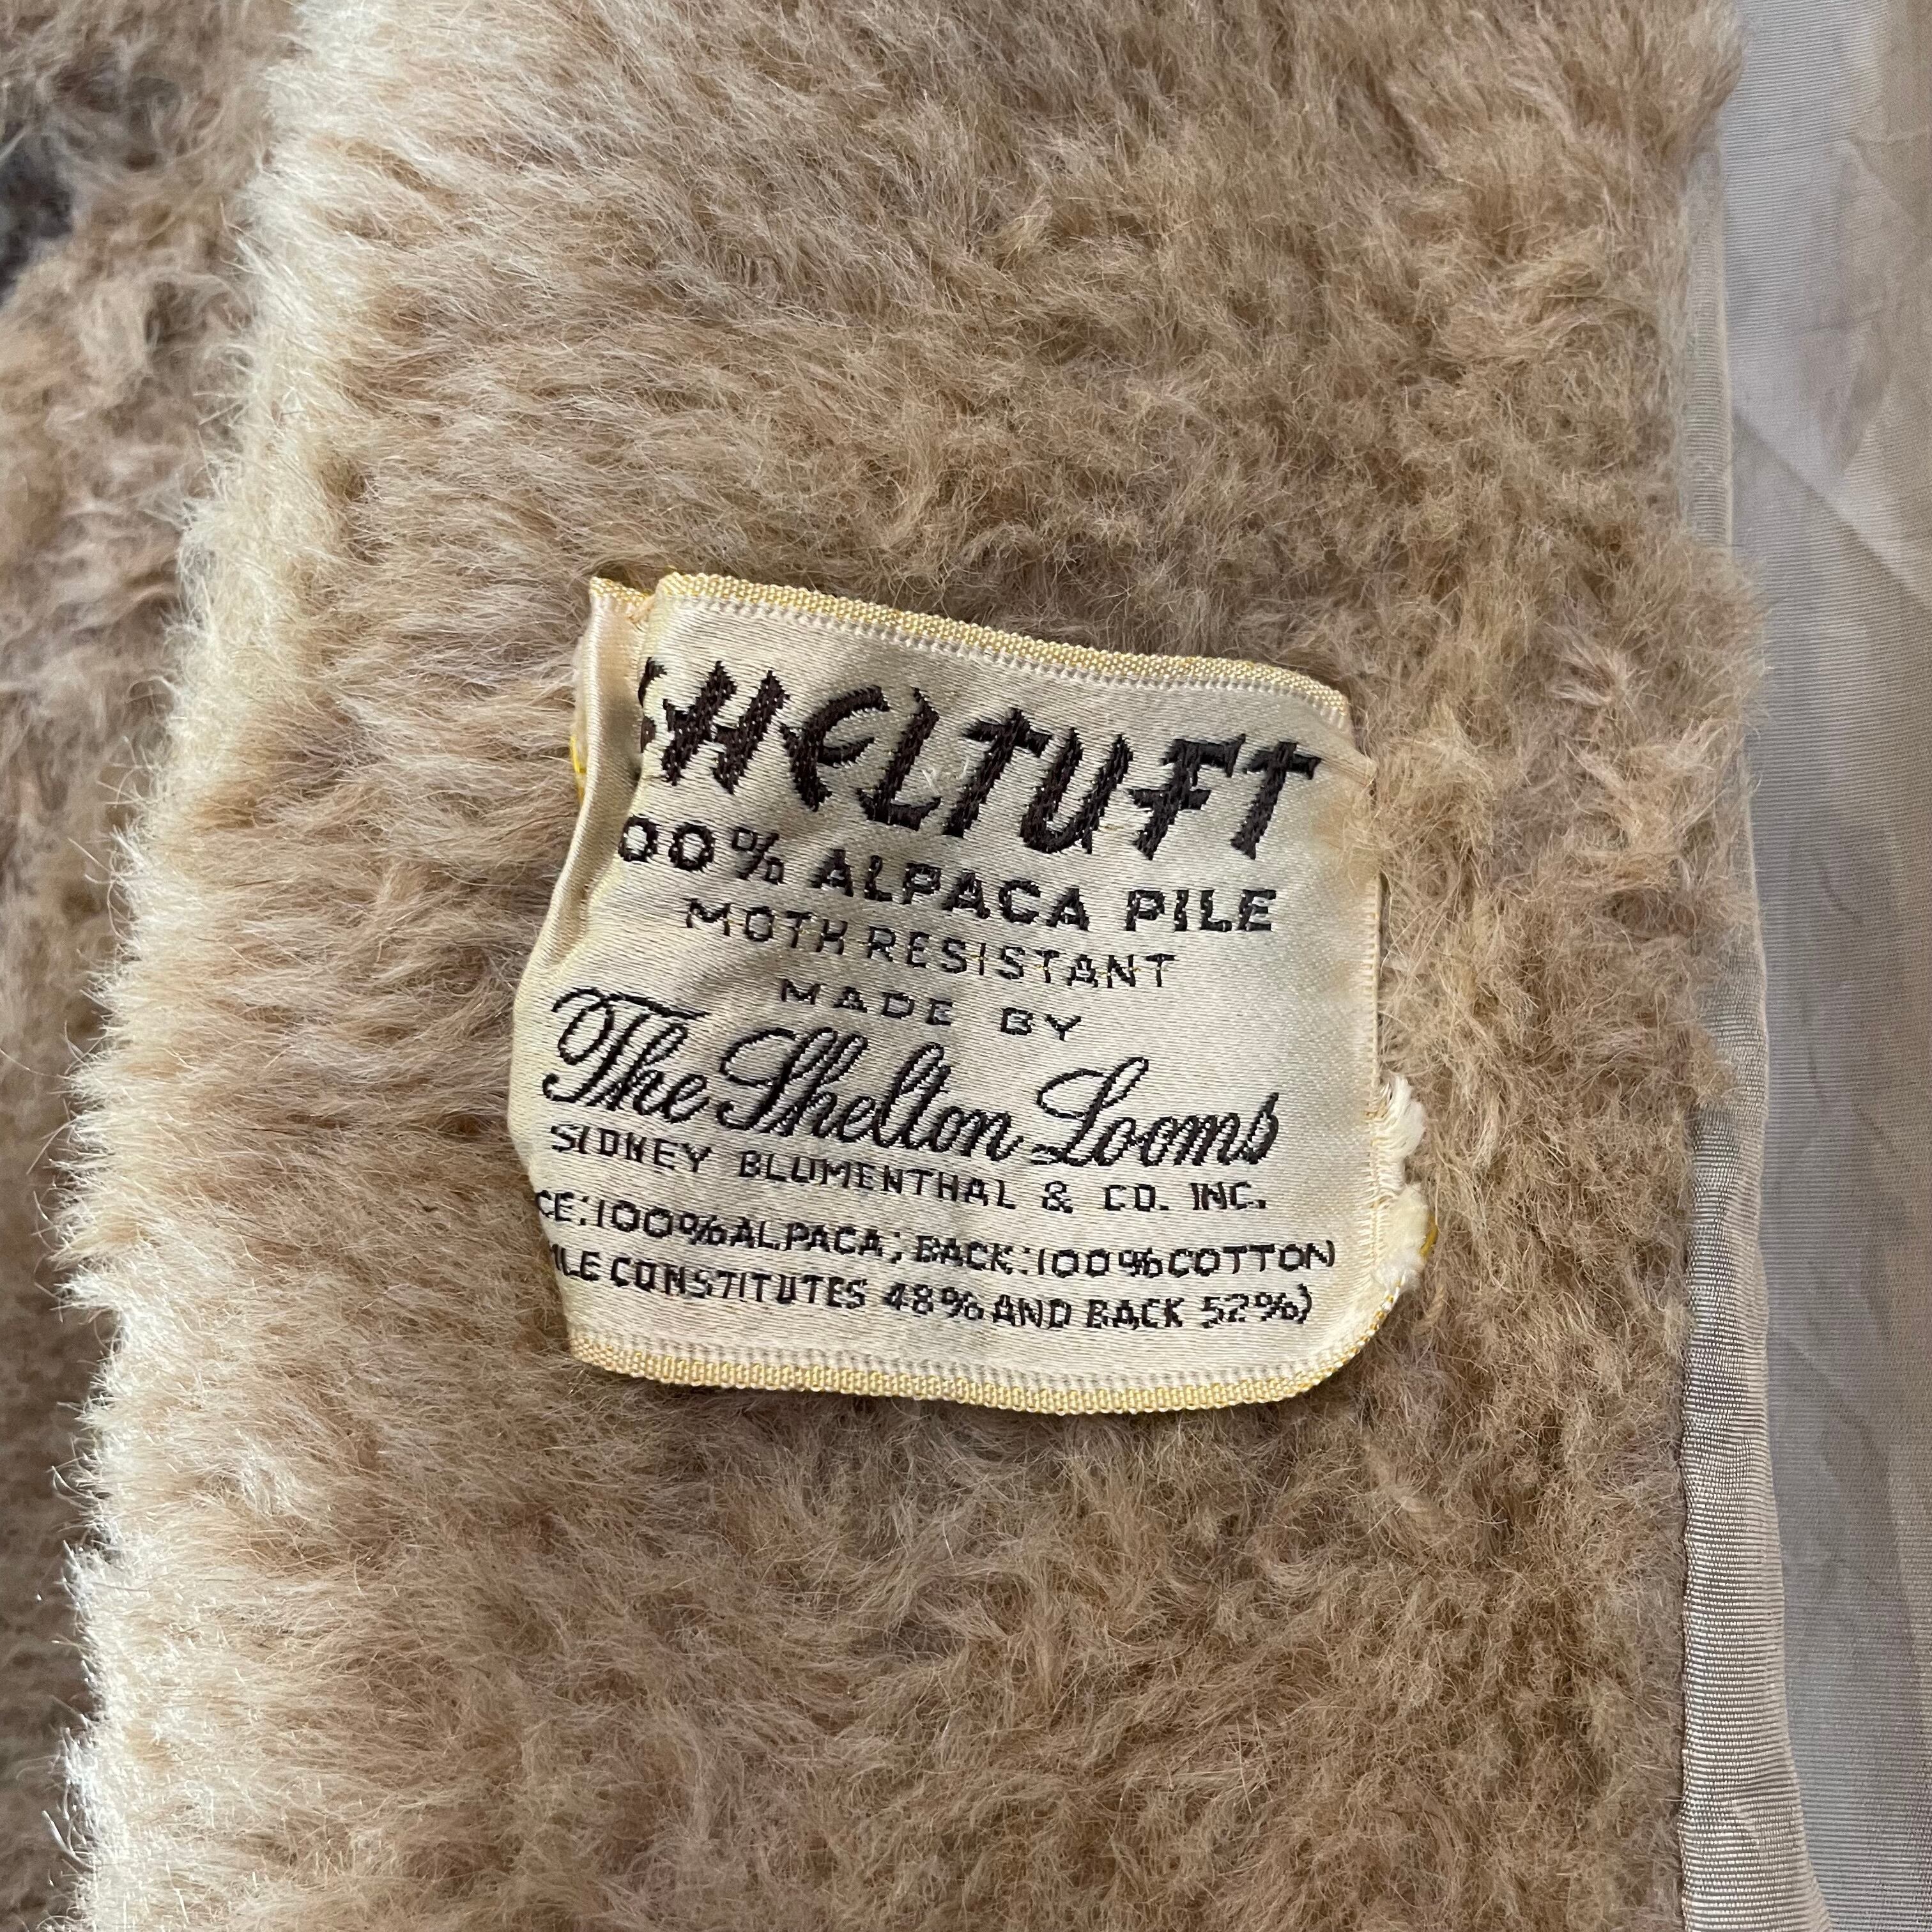 SHELTUFT
00% ALPACA PILE
MOTH RESISTANT
MADE BY
The Shelton Looms
SIDNEY BLUMENTHAL & CO. INC.
CE: 100% ALPACA; BACK: 100% COTTON
ILE CONSTITUTES 48% AND BACK 52%)